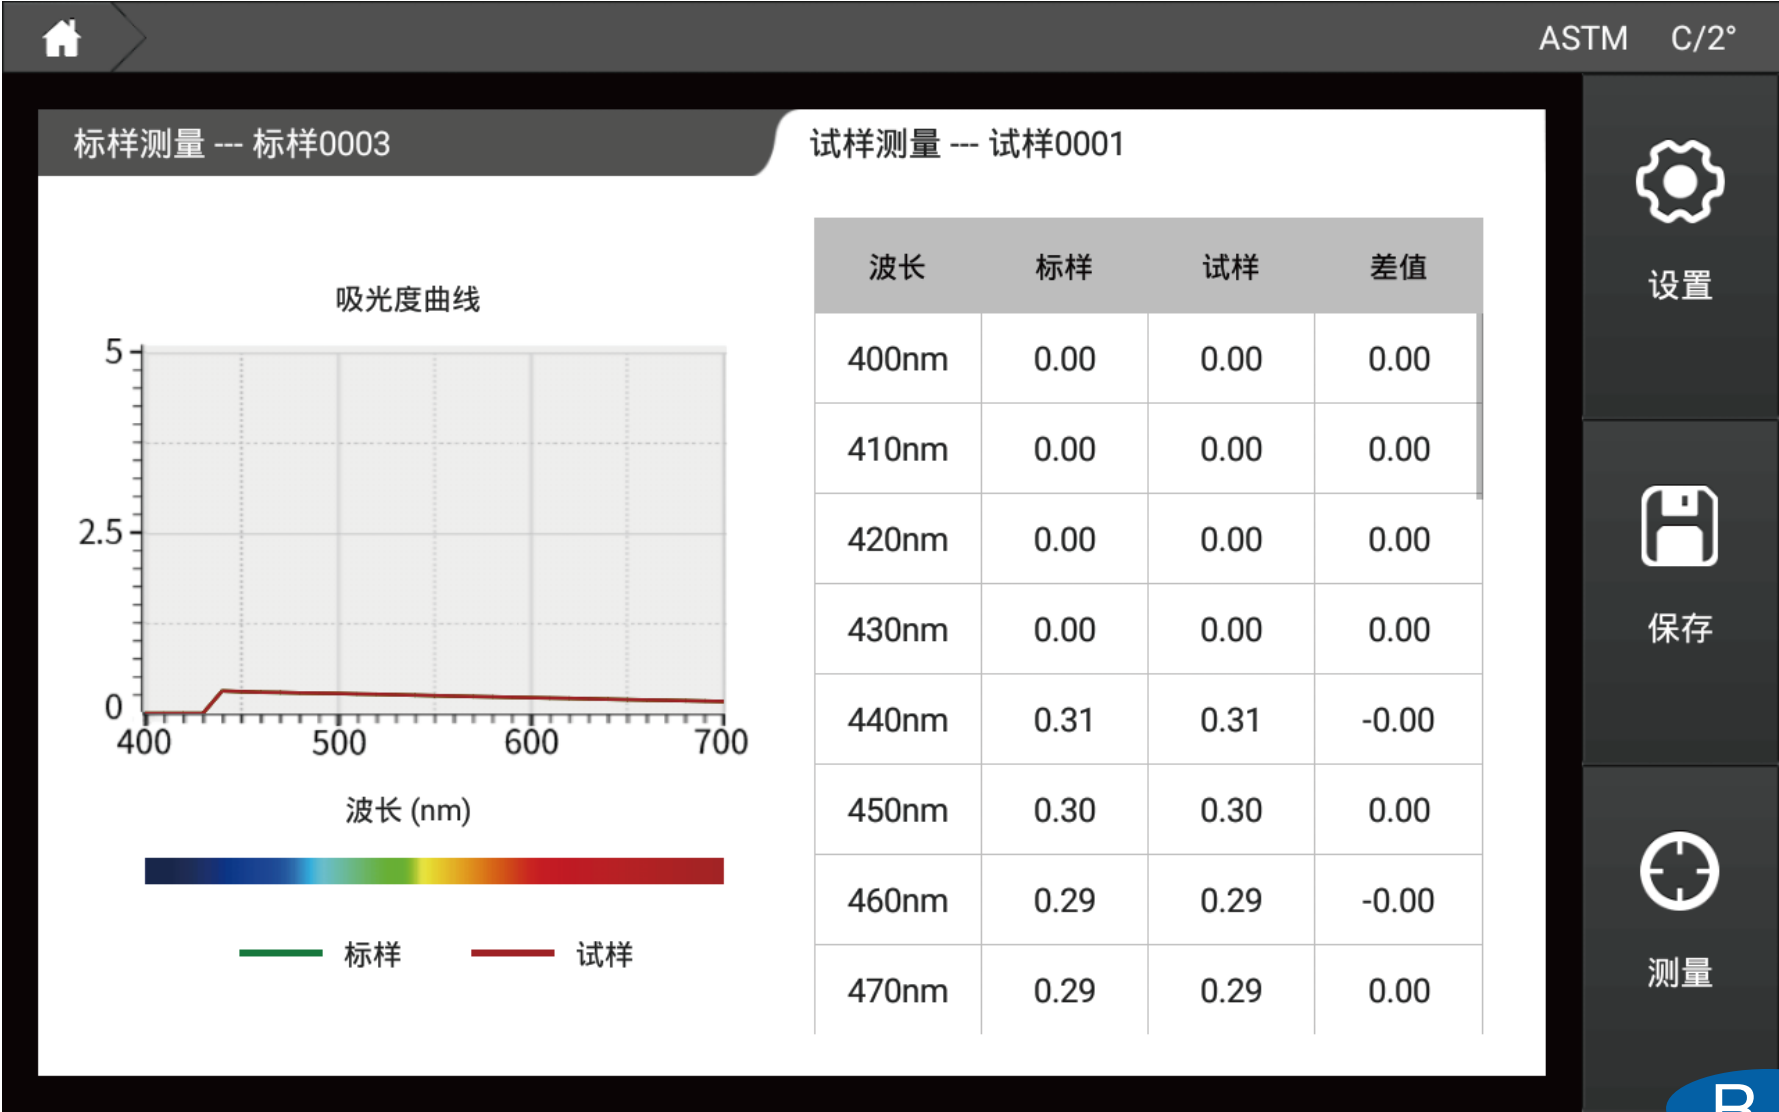 ASTM C/2°
标样测量 --- 标样0003
试样测量 --- 试样0001
吸光度曲线
5
2.5
0
400 500 600 700
波长 (nm)
标样 试样
波长 标样 试样 差值
400nm 0.00 0.00 0.00
410nm 0.00 0.00 0.00
420nm 0.00 0.00 0.00
430nm 0.00 0.00 0.00
440nm 0.31 0.31 -0.00
450nm 0.30 0.30 0.00
460nm 0.29 0.29 -0.00
470nm 0.29 0.29 0.00
设置
保存
测量